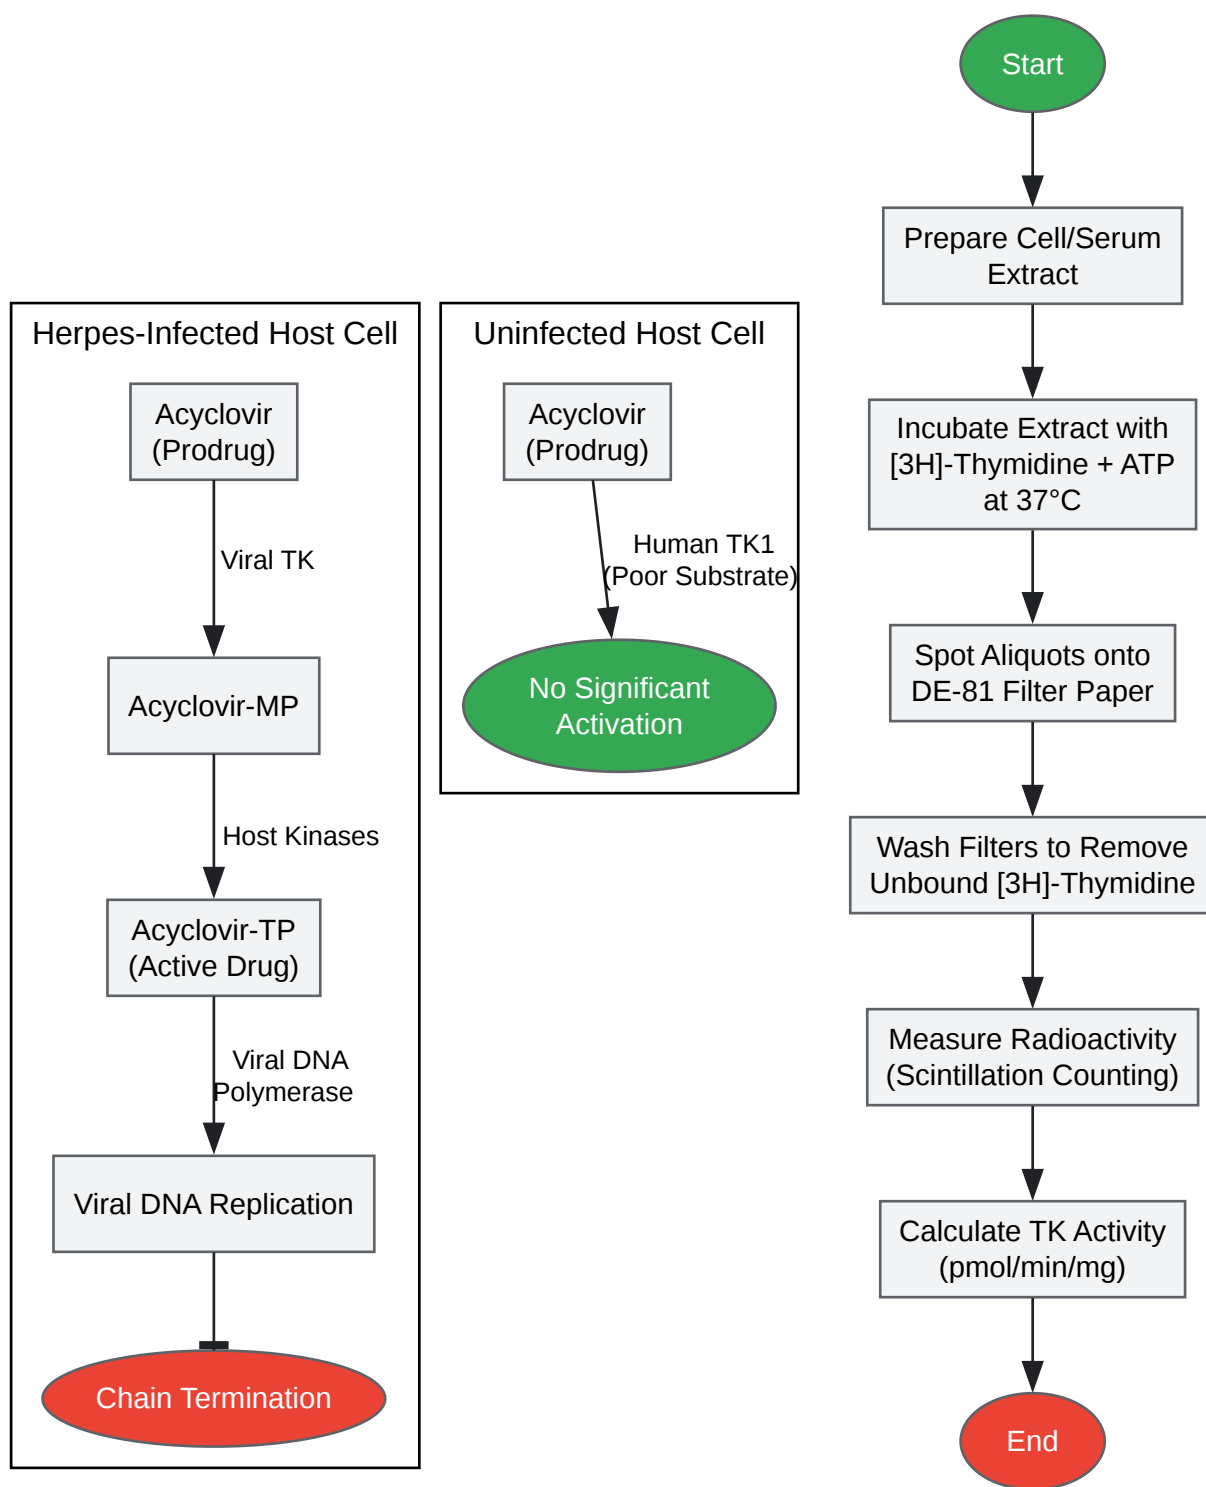 Herpes-Infected Host Cell
Acyclovir
(Prodrug)
Viral TK
Acyclovir-MP
Host Kinases
Acyclovir-TP
(Active Drug)
Viral DNA
Polymerase
Viral DNA Replication
Chain Termination
Uninfected Host Cell
Acyclovir
(Prodrug)
Human TK1
(Poor Substrate)
No Significant
Activation
Start
Prepare Cell/Serum
Extract
Incubate Extract with
[3H]-Thymidine + ATP
at 37°C
Spot Aliquots onto
DE-81 Filter Paper
Wash Filters to Remove
Unbound [3H]-Thymidine
Measure Radioactivity
(Scintillation Counting)
Calculate TK Activity
(pmol/min/mg)
End